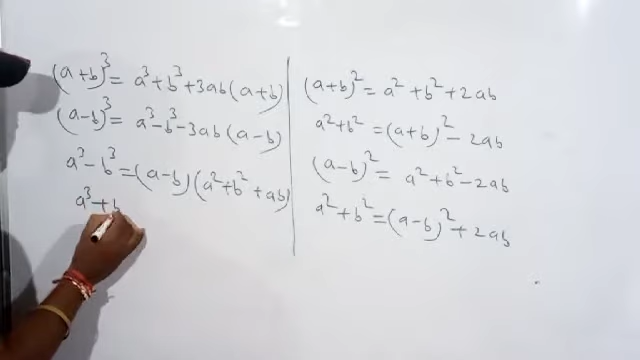 (a+b)³ = a³+b³+3ab(a+b)
(a-b)³ = a³-b³-3ab(a-b)
a³-b³ =(a-b)(a²+b²+ab)
a³+b
(a+b)² = a²+b²+2ab
a²+b² =(a+b)²-2ab
(a-b)² = a²+b²-2ab
a²+b² =(a-b)²+2ab